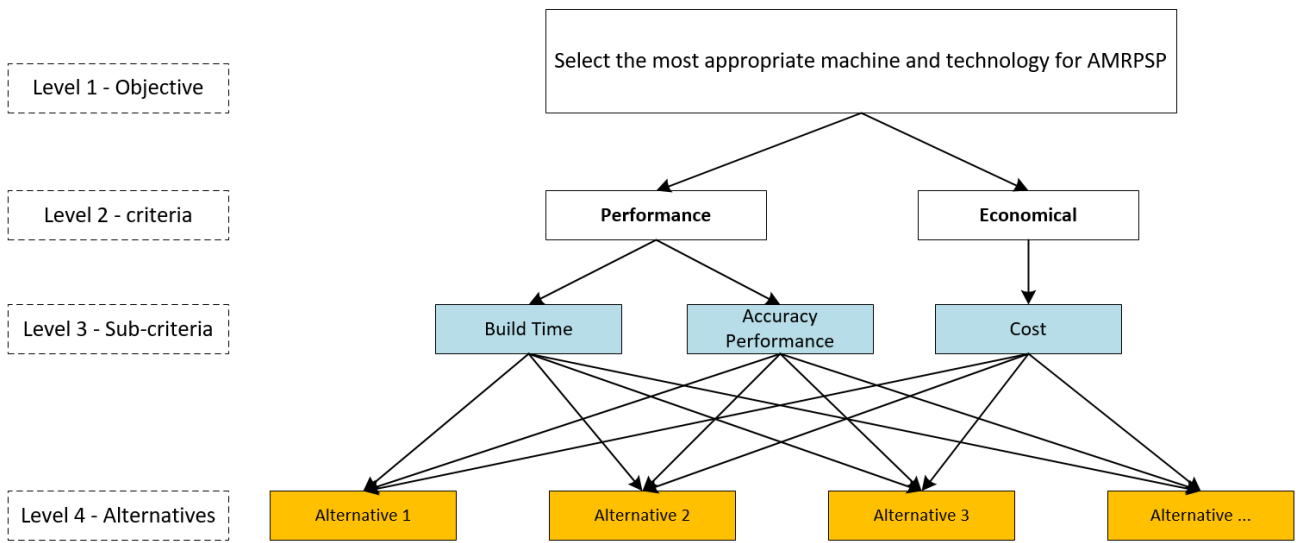 Select the most appropriate machine and technology for AMRPSP
Level 1 - Objective
Level 2 - criteria
Performance
Economical
Level 3 - Sub-criteria
Build Time
Accuracy
Performance
Cost
Level 4 - Alternatives
Alternative 1
Alternative 2
Alternative 3
Alternative ...